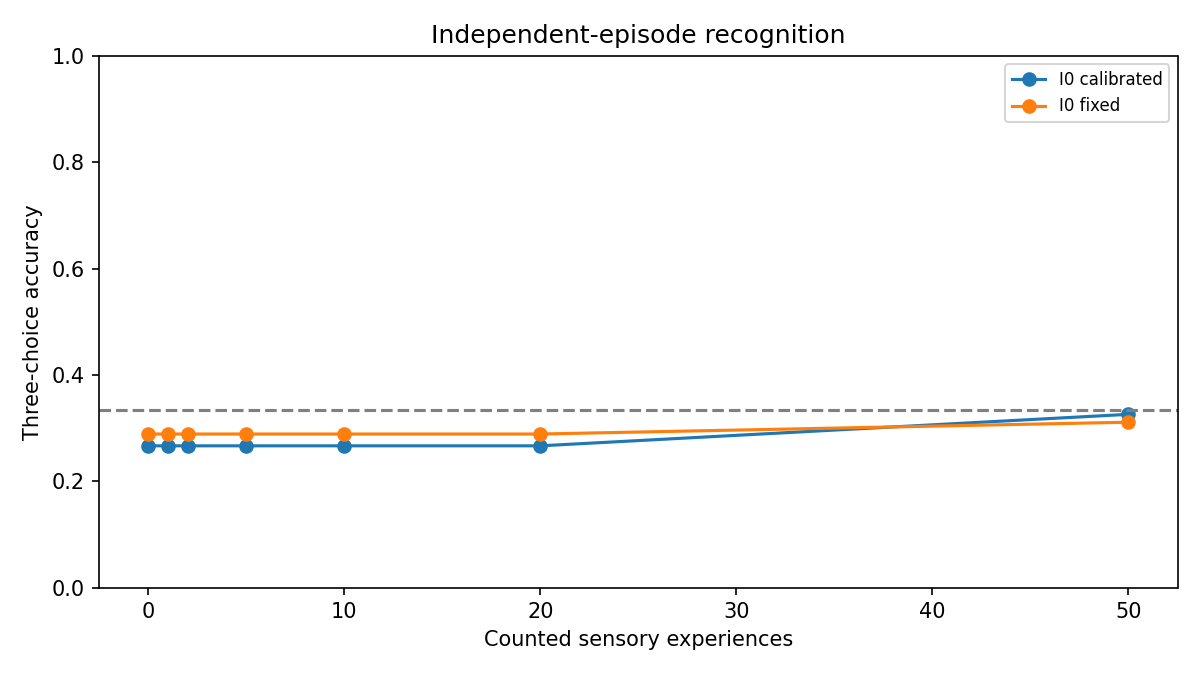 Independent-episode recognition
I0 calibrated
I0 fixed
Three-choice accuracy
1.0
0.8
0.6
0.4
0.2
0.0
0 10 20 30 40 50
Counted sensory experiences